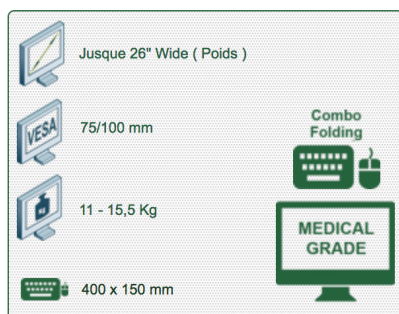 Jusque 26" Wide ( Poids )
VESA
75/100 mm
KG
11 - 15,5 Kg
400 x 150 mm
Combo
Folding
MEDICAL
GRADE